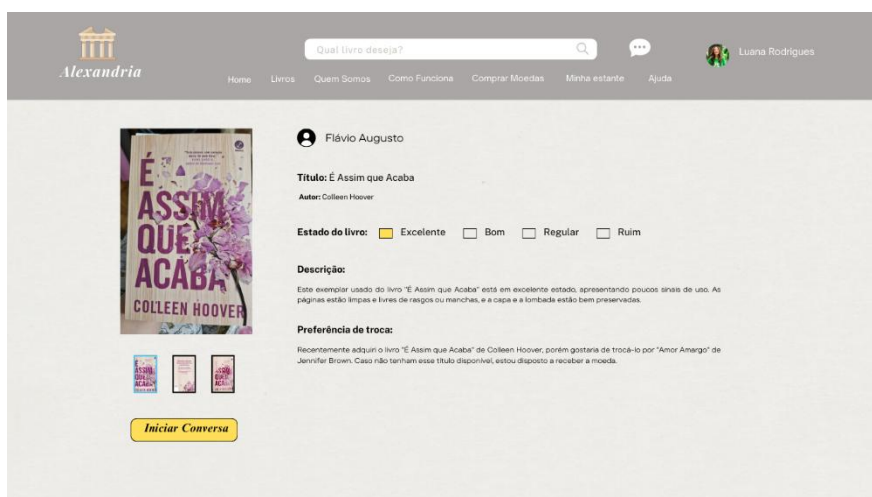 Qual livro deseja?
Luana Rodrigues
Alexandria
Home Livros Quem Somos Como Funciona Comprar Moedas Minha estante Ajuda
Flávio Augusto
Título: É Assim que Acaba
Autor: Colleen Hoover
Estado do livro: Excelente Bom Regular Ruim
Descrição:
Este exemplar usado do livro "É Assim que Acaba" está em excelente estado, apresentando poucos sinais de uso. As
páginas estão limpas e livres de rasgos ou manchas, e a capa e a lombada estão bem preservadas.
Preferência de troca:
Recentemente adquiri o livro "É Assim que Acaba" de Colleen Hoover, porém gostaria de trocá-lo por "Amor Amargo" de
Jennifer Brown. Caso não tenham esse título disponível, estou disposto a receber a moeda.
É
ASSIM
QUE
ACABA
COLLEEN HOOVER
Iniciar Conversa